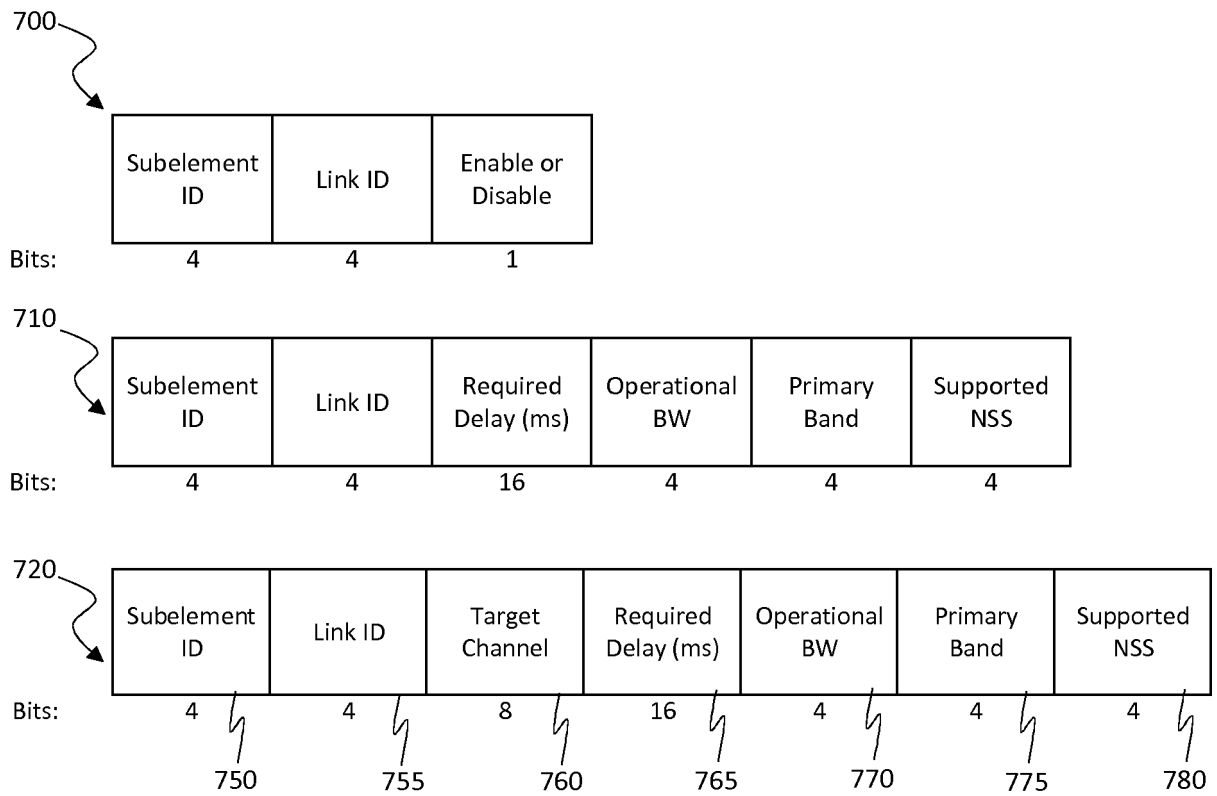 700
Subelement
ID
Link ID
Enable or
Disable
Bits:
4
4
1
710
Subelement
ID
Link ID
Required
Delay (ms)
Operational
BW
Primary
Band
Supported
NSS
Bits:
4
4
16
4
4
4
720
Subelement
ID
Link ID
Target
Channel
Required
Delay (ms)
Operational
BW
Primary
Band
Supported
NSS
Bits:
4
4
8
16
4
4
4
750
755
760
765
770
775
780